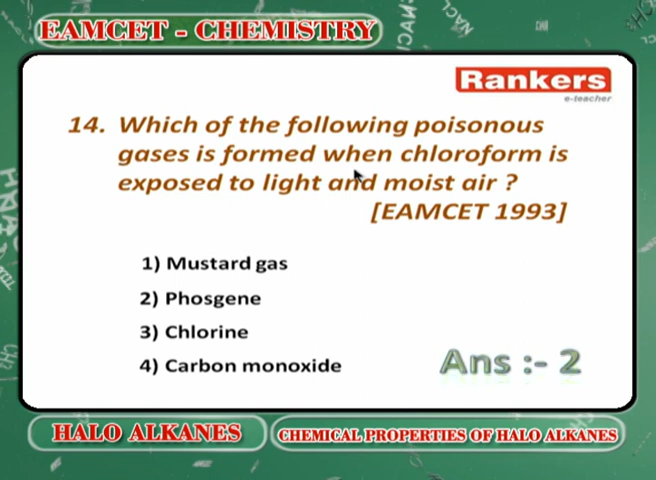 EAMCET - CHEMISTRY
Rankers
e-teacher
14. Which of the following poisonous
gases is formed when chloroform is
exposed to light and moist air ?
[EAMCET 1993]
1) Mustard gas
2) Phosgene
3) Chlorine
4) Carbon monoxide
Ans :- 2
HALO ALKANES
CHEMICAL PROPERTIES OF HALO ALKANES